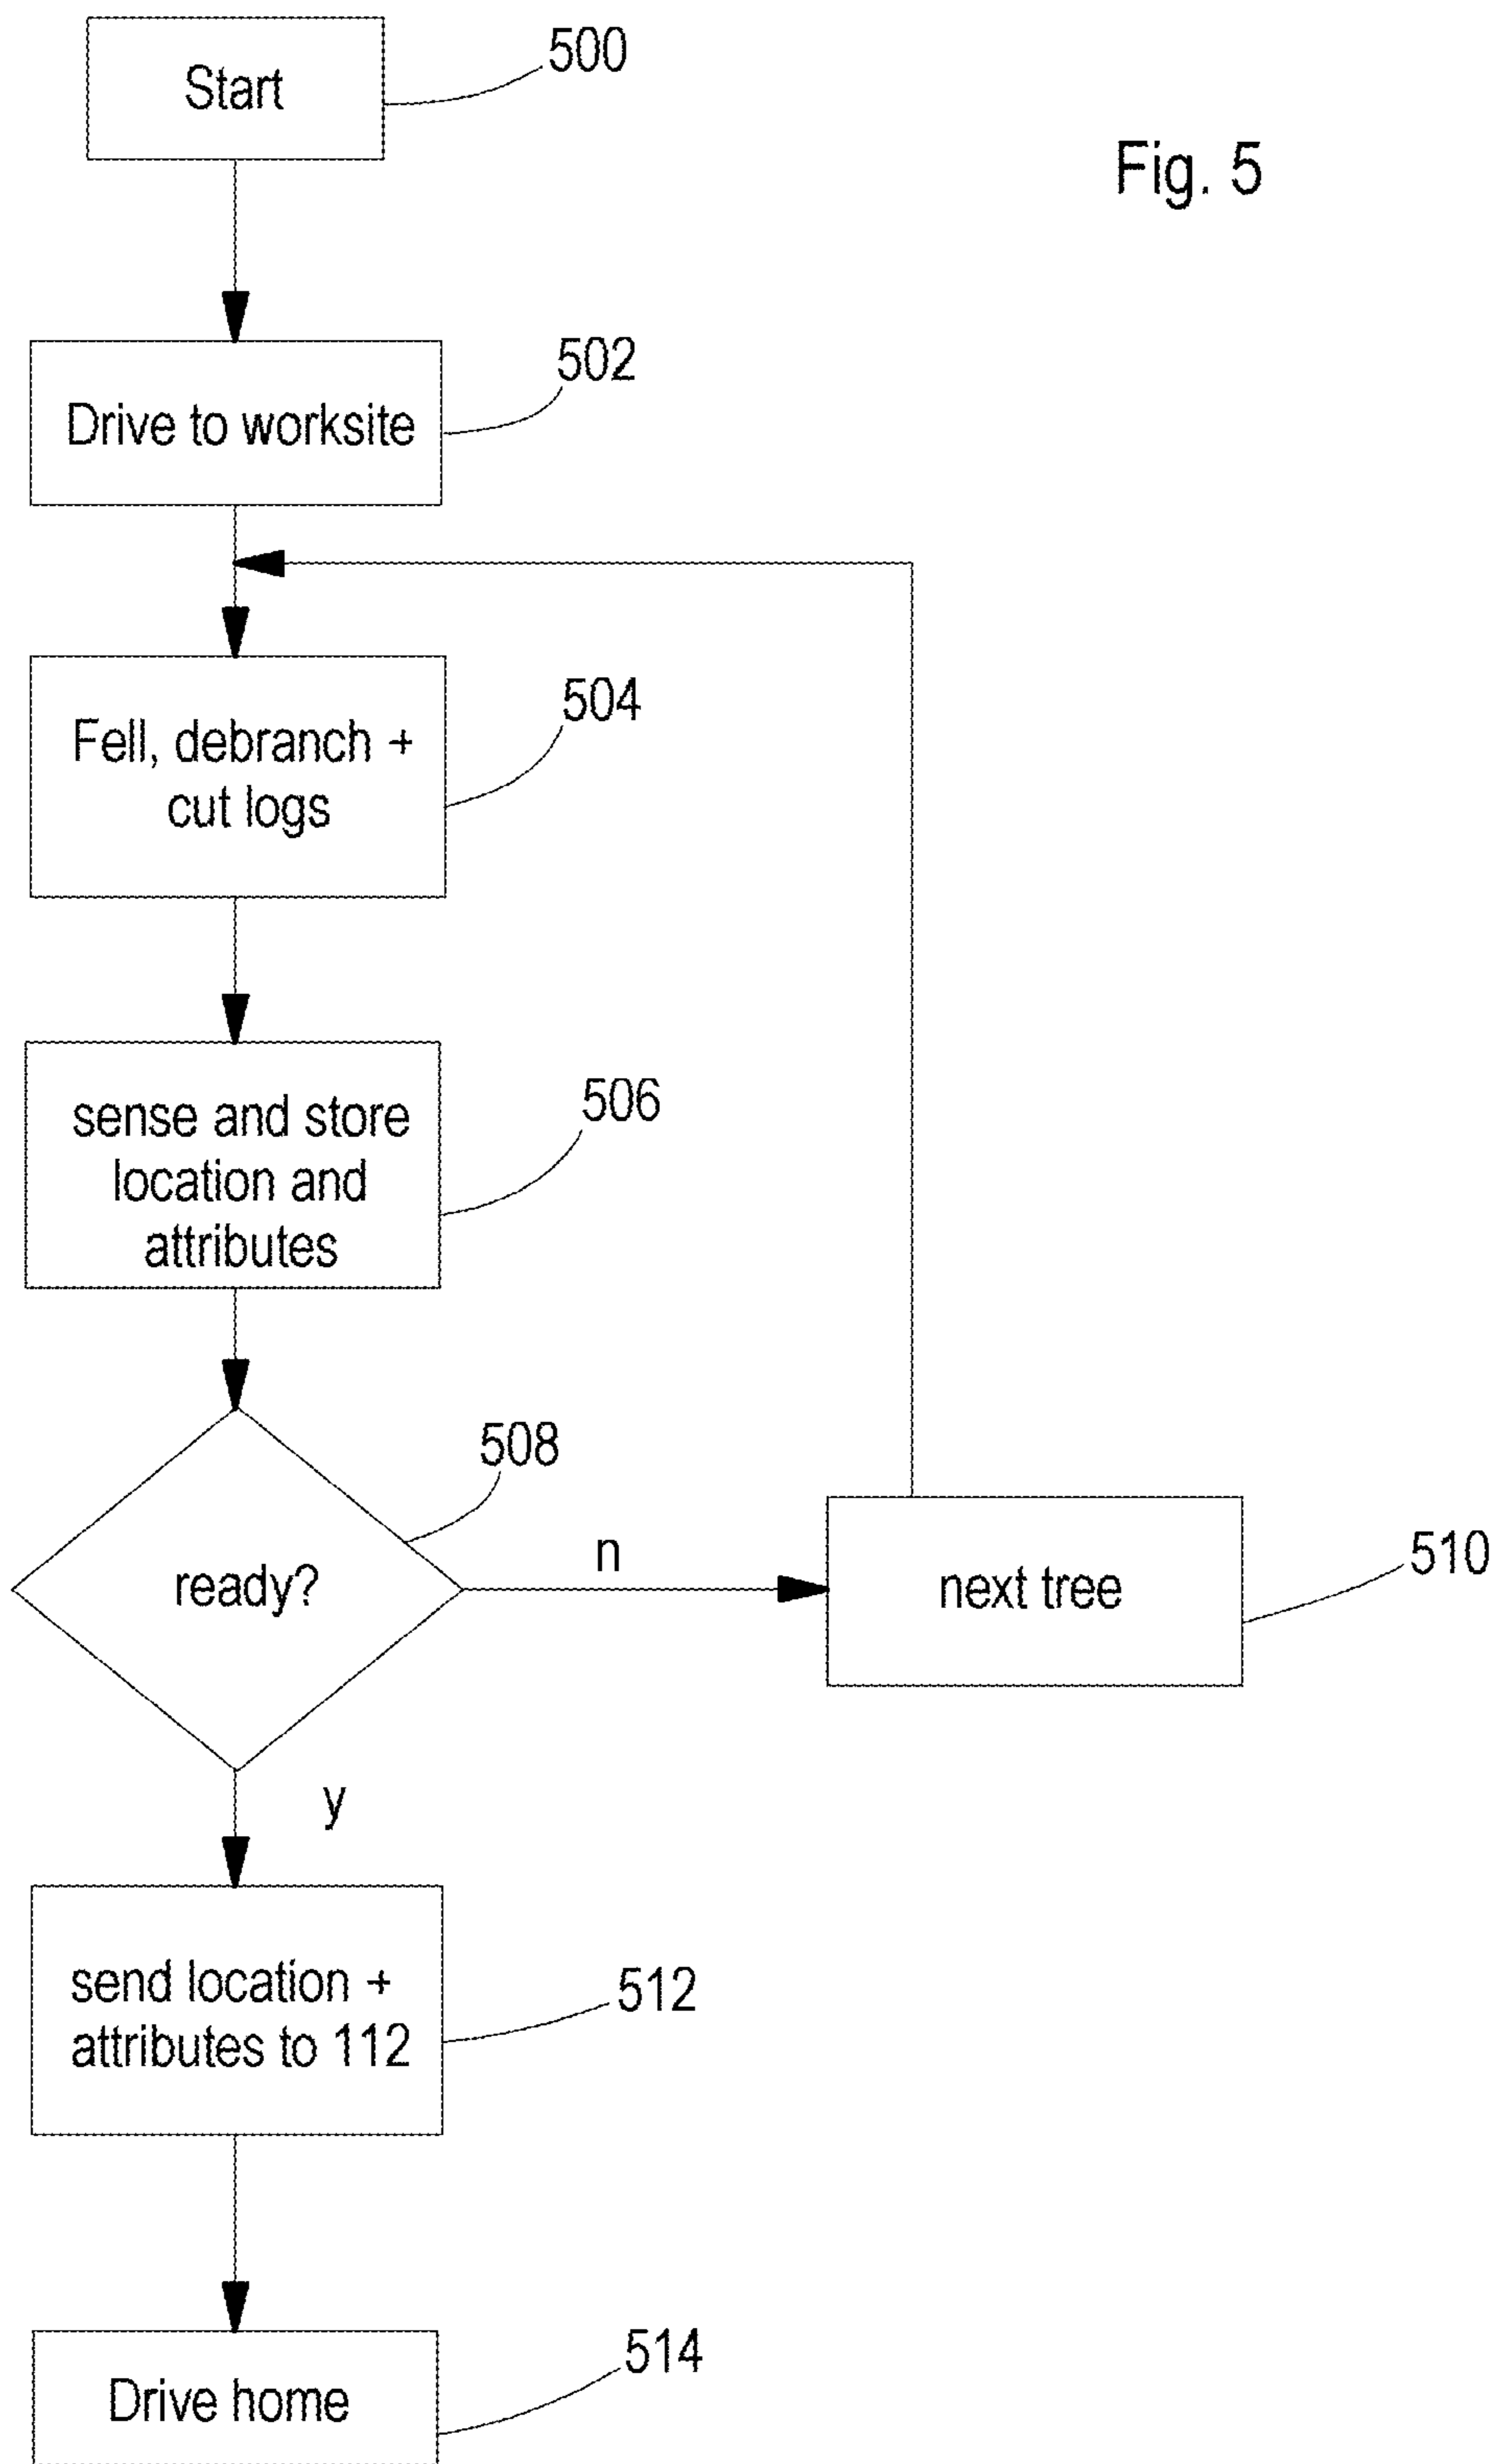 Start
500
Fig. 5
Drive to worksite
502
Fell, debranch +
cut logs
504
sense and store
location and
attributes
506
ready?
508
n
next tree
510
y
send location +
attributes to 112
512
Drive home
514